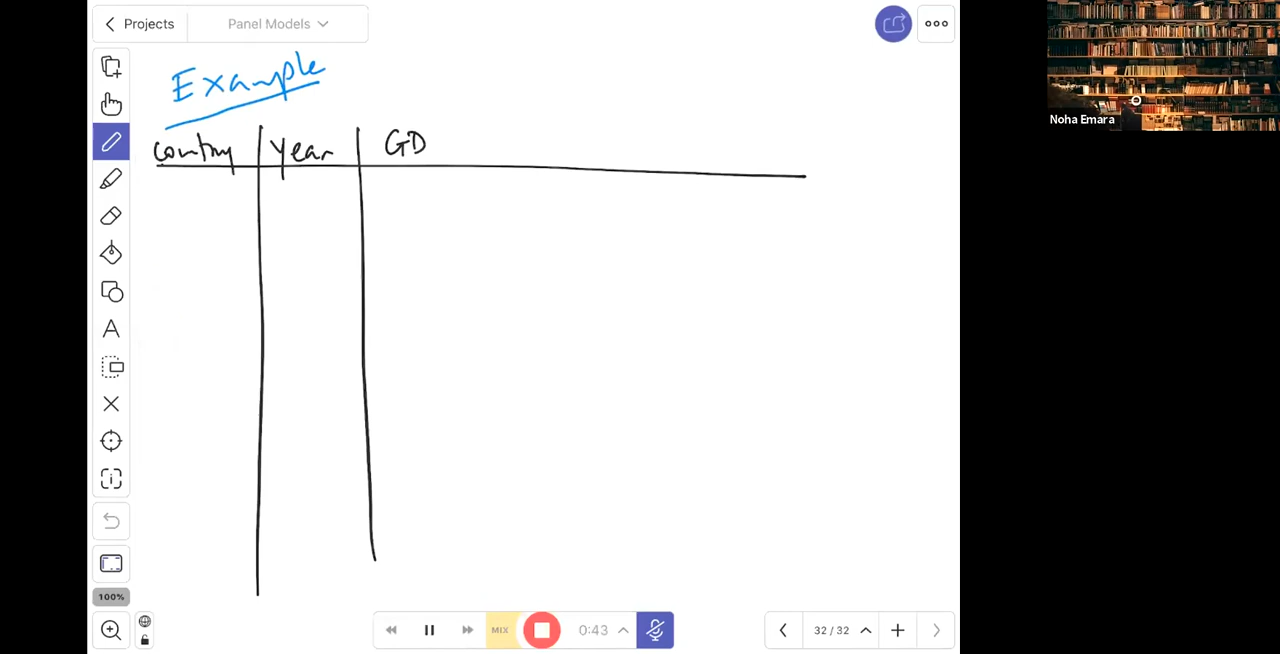 Projects
Panel Models
Noha Emara
Example
country year GD
100%
MIX
0:43
32 / 32